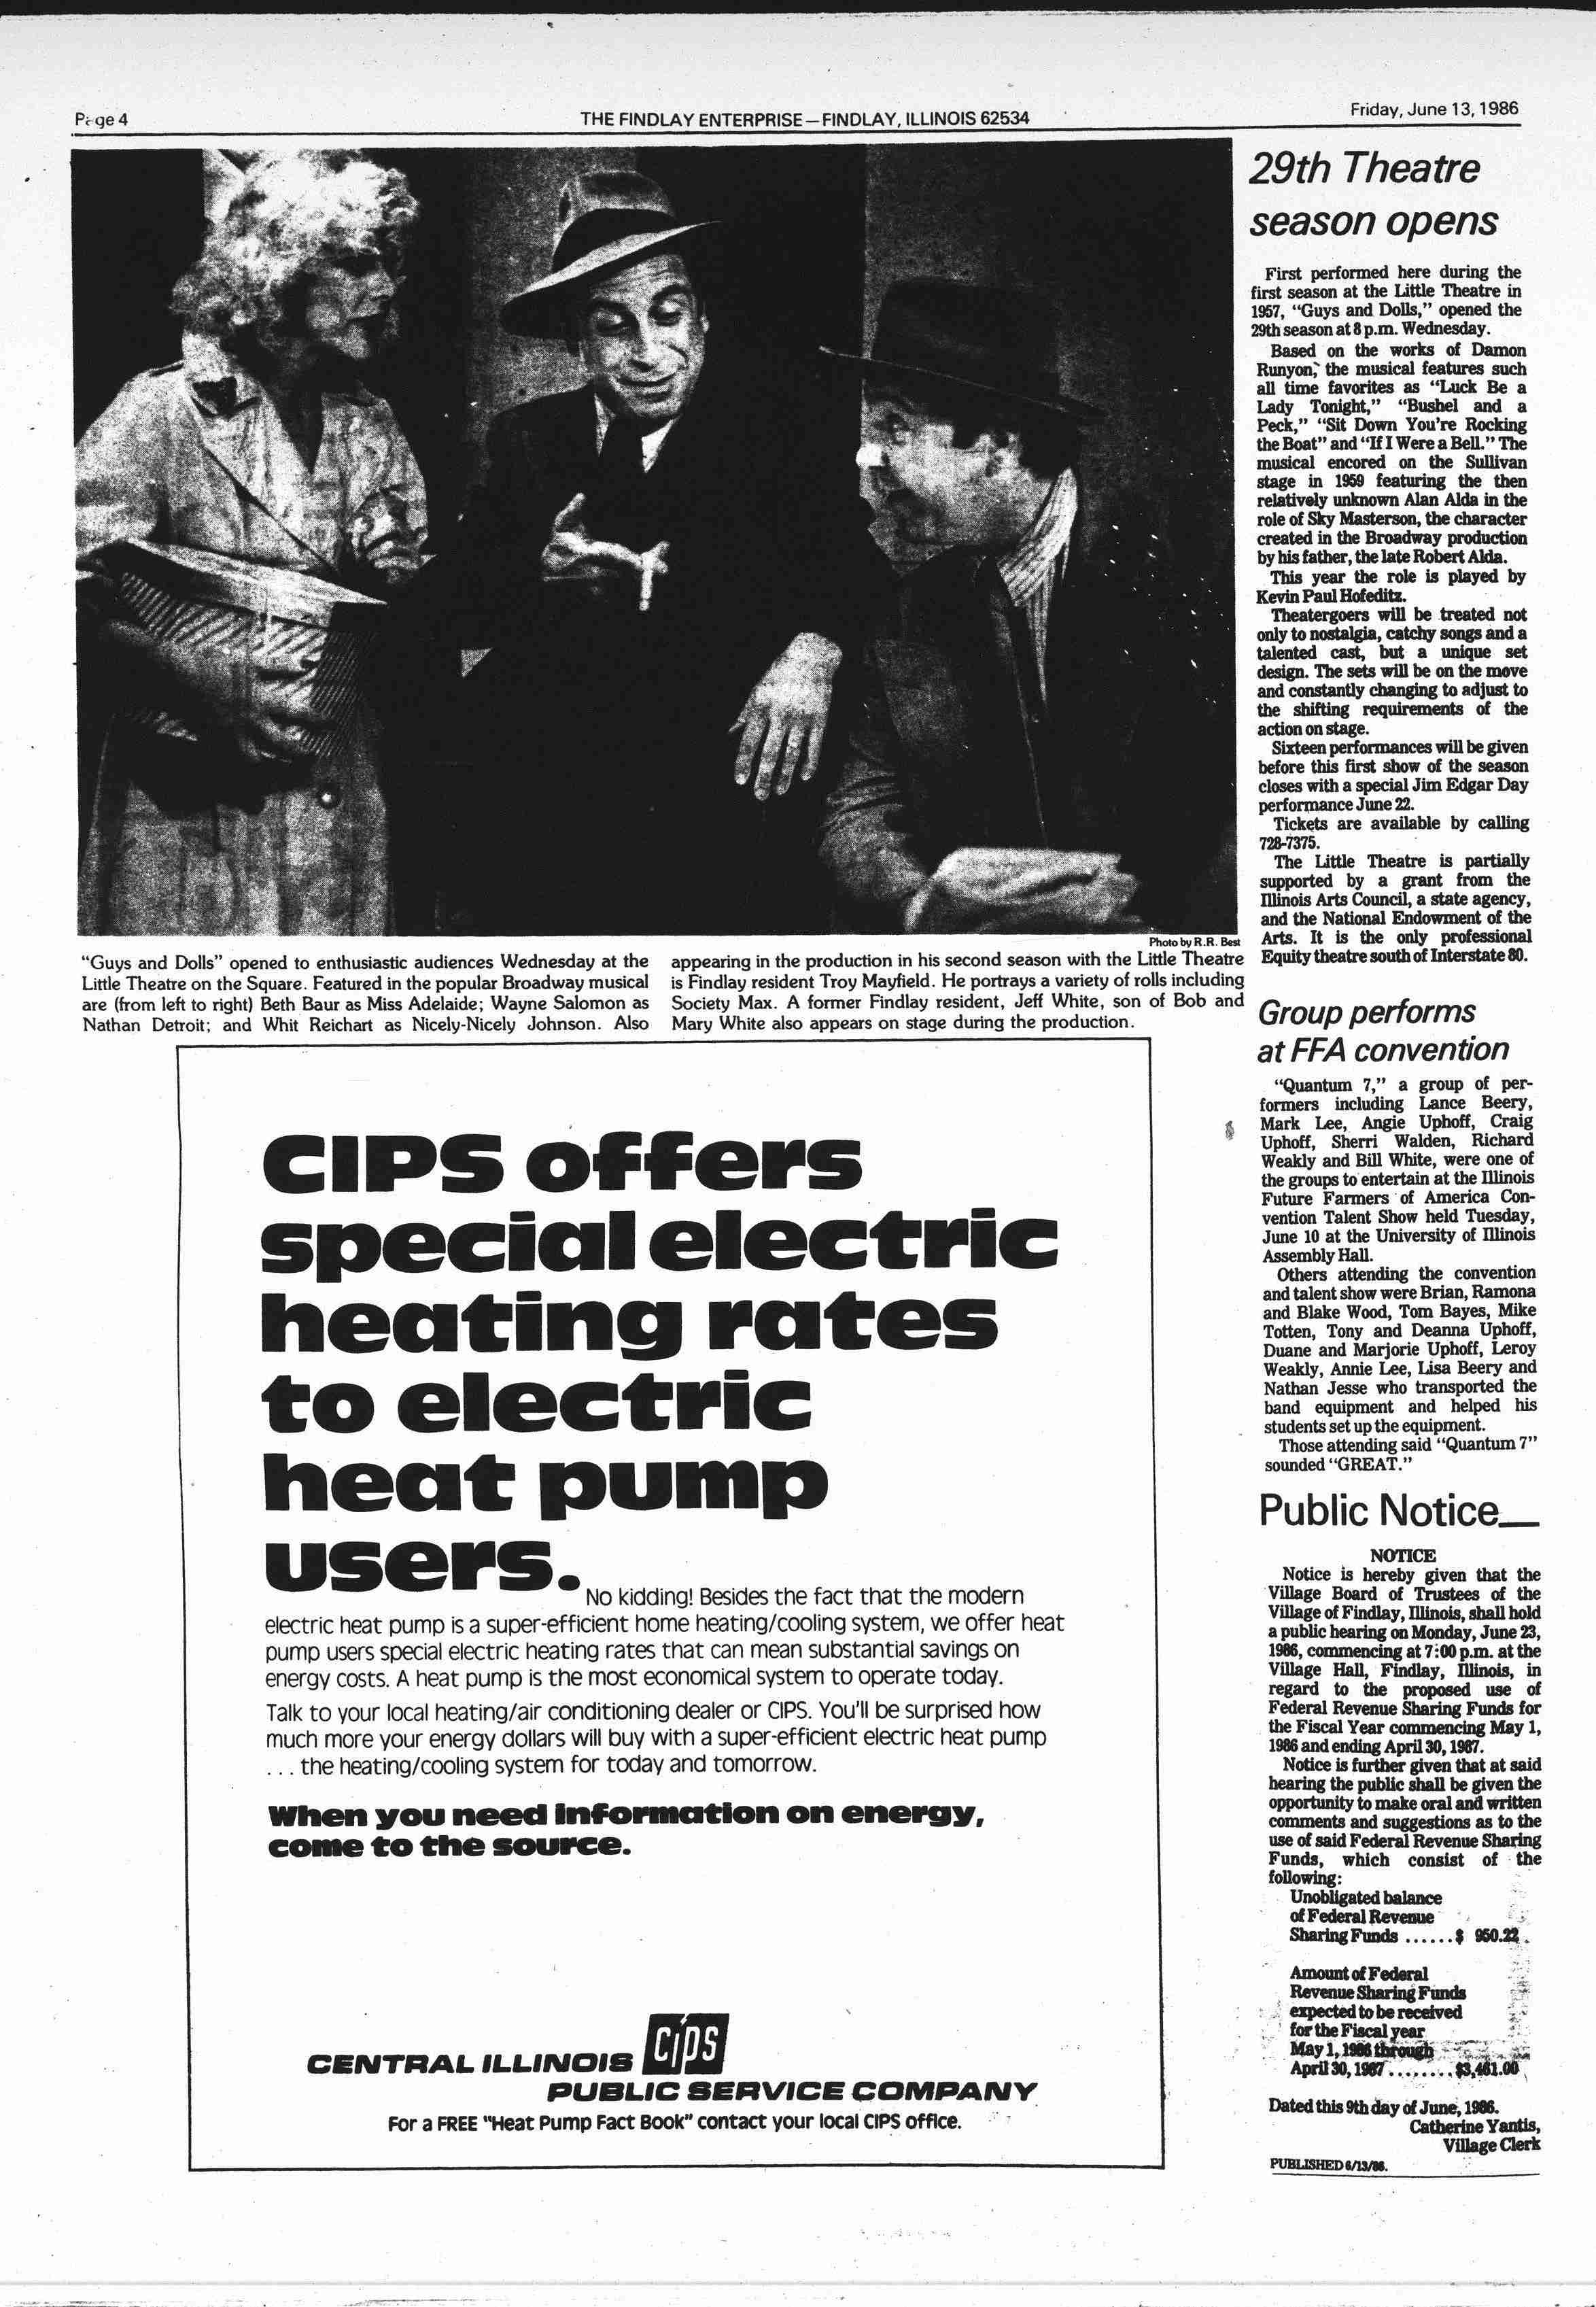 Page 4
THE FINDLAY ENTERPRISE—FINDLAY, ILLINOIS 62534
Friday, June 13, 1986
Photo by R.R. Best
"Guys and Dolls" opened to enthusiastic audiences Wednesday at the
Little Theatre on the Square. Featured in the popular Broadway musical
are (from left to right) Beth Baur as Miss Adelaide; Wayne Salomon as
Nathan Detroit; and Whit Reichart as Nicely-Nicely Johnson. Also
appearing in the production in his second season with the Little Theatre
is Findlay resident Troy Mayfield. He portrays a variety of rolls including
Society Max. A former Findlay resident, Jeff White, son of Bob and
Mary White also appears on stage during the production.
CIPS offers
special electric
heating rates
to electric
heat pump
users.
No kidding! Besides the fact that the modern
electric heat pump is a super-efficient home heating/cooling system, we offer heat
pump users special electric heating rates that can mean substantial savings on
energy costs. A heat pump is the most economical system to operate today.
Talk to your local heating/air conditioning dealer or CIPS. You'll be surprised how
much more your energy dollars will buy with a super-efficient electric heat pump
. . . the heating/cooling system for today and tomorrow.
When you need information on energy,
come to the source.
CENTRAL ILLINOIS CIPS
PUBLIC SERVICE COMPANY
For a FREE "Heat Pump Fact Book" contact your local CIPS office.
29th Theatre
season opens
First performed here during the
first season at the Little Theatre in
1957, "Guys and Dolls," opened the
29th season at 8 p.m. Wednesday.
Based on the works of Damon
Runyon, the musical features such
all time favorites as "Luck Be a
Lady Tonight," "Bushel and a
Peck," "Sit Down You're Rocking
the Boat" and "If I Were a Bell." The
musical encored on the Sullivan
stage in 1959 featuring the then
relatively unknown Alan Alda in the
role of Sky Masterson, the character
created in the Broadway production
by his father, the late Robert Alda.
This year the role is played by
Kevin Paul Hofeditz.
Theatergoers will be treated not
only to nostalgia, catchy songs and a
talented cast, but a unique set
design. The sets will be on the move
and constantly changing to adjust to
the shifting requirements of the
action on stage.
Sixteen performances will be given
before this first show of the season
closes with a special Jim Edgar Day
performance June 22.
Tickets are available by calling
728-7375.
The Little Theatre is partially
supported by a grant from the
Illinois Arts Council, a state agency,
and the National Endowment of the
Arts. It is the only professional
Equity theatre south of Interstate 80.
Group performs
at FFA convention
"Quantum 7," a group of per-
formers including Lance Beery,
Mark Lee, Angie Uphoff, Craig
Uphoff, Sherri Walden, Richard
Weakly and Bill White, were one of
the groups to entertain at the Illinois
Future Farmers of America Con-
vention Talent Show held Tuesday,
June 10 at the University of Illinois
Assembly Hall.
Others attending the convention
and talent show were Brian, Ramona
and Blake Wood, Tom Bayes, Mike
Totten, Tony and Deanna Uphoff,
Duane and Marjorie Uphoff, Leroy
Weakly, Annie Lee, Lisa Beery and
Nathan Jesse who transported the
band equipment and helped his
students set up the equipment.
Those attending said "Quantum 7"
sounded "GREAT."
Public Notice
NOTICE
Notice is hereby given that the
Village Board of Trustees of the
Village of Findlay, Illinois, shall hold
a public hearing on Monday, June 23,
1986, commencing at 7:00 p.m. at the
Village Hall, Findlay, Illinois, in
regard to the proposed use of
Federal Revenue Sharing Funds for
the Fiscal Year commencing May 1,
1986 and ending April 30, 1987.
Notice is further given that at said
hearing the public shall be given the
opportunity to make oral and written
comments and suggestions as to the
use of said Federal Revenue Sharing
Funds, which consist of the
following:
Unobligated balance
of Federal Revenue
Sharing Funds ......$ 950.22
Amount of Federal
Revenue Sharing Funds
expected to be received
for the Fiscal year
May 1, 1986 through
April 30, 1987 ........ $3,461.00
Dated this 9th day of June, 1986.
Catherine Yantis,
Village Clerk
PUBLISHED 6/13/86.